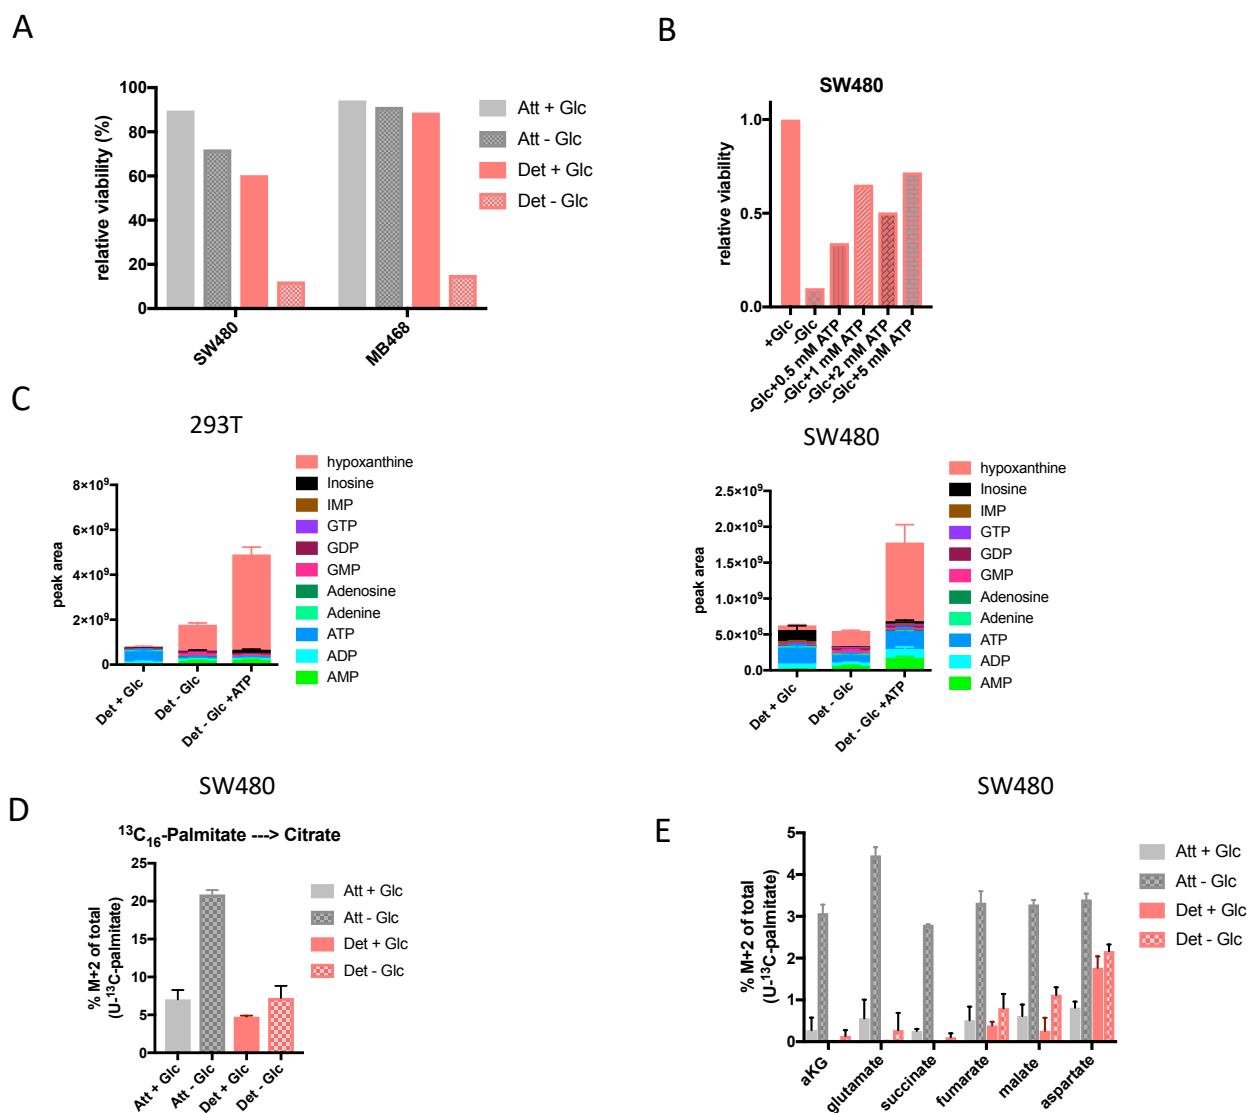 A
relative viability (%)
100
80
60
40
20
0
SW480
MB468
Att + Glc
Att - Glc
Det + Glc
Det - Glc
B
SW480
relative viability
1.0
0.5
0.0
+Glc
-Glc
-Glc+0.5 mM ATP
-Glc+1 mM ATP
-Glc+2 mM ATP
-Glc+5 mM ATP
C
293T
peak area
8×10⁹
6×10⁹
4×10⁹
2×10⁹
0
Det + Glc
Det - Glc
Det - Glc +ATP
hypoxanthine
Inosine
IMP
GTP
GDP
GMP
Adenosine
Adenine
ATP
ADP
AMP
SW480
peak area
2.5×10⁹
2.0×10⁹
1.5×10⁹
1.0×10⁹
5.0×10⁸
0
Det + Glc
Det - Glc
Det - Glc +ATP
hypoxanthine
Inosine
IMP
GTP
GDP
GMP
Adenosine
Adenine
ATP
ADP
AMP
D
SW480
¹³C₁₆-Palmitate ---> Citrate
% M+2 of total
(U-¹³C-palmitate)
25
20
15
10
5
0
Att + Glc
Att - Glc
Det + Glc
Det - Glc
Att + Glc
Att - Glc
Det + Glc
Det - Glc
E
SW480
% M+2 of total
(U-¹³C-palmitate)
5
4
3
2
1
0
aKG
glutamate
succinate
fumarate
malate
aspartate
Att + Glc
Att - Glc
Det + Glc
Det - Glc